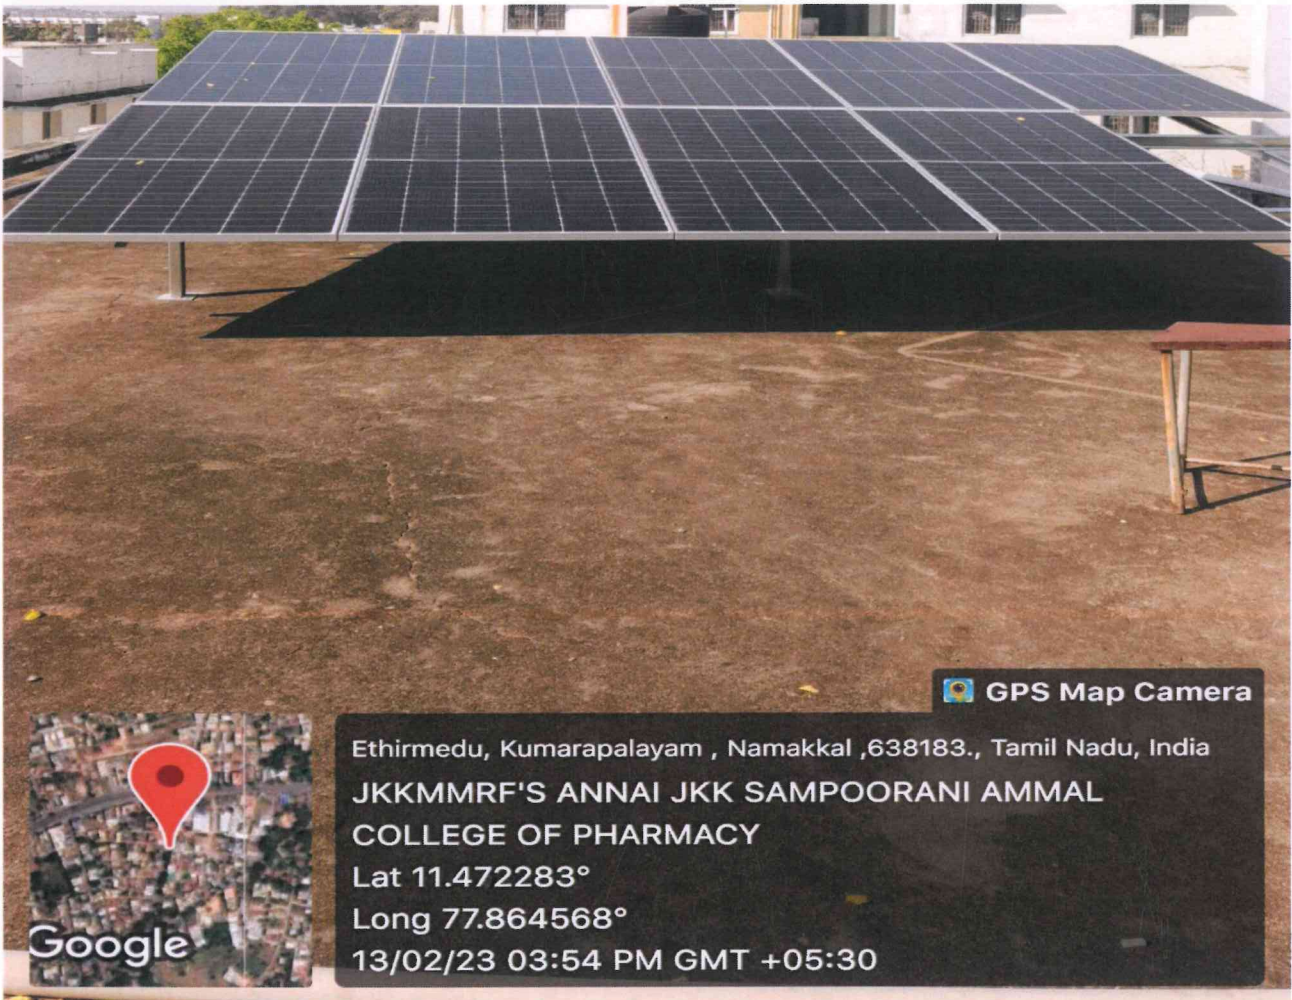 GPS Map Camera
Ethirmedu, Kumarapalayam , Namakkal ,638183., Tamil Nadu, India
JKKMMRF'S ANNAI JKK SAMPOORANI AMMAL
COLLEGE OF PHARMACY
Lat 11.472283°
Long 77.864568°
13/02/23 03:54 PM GMT +05:30
Google